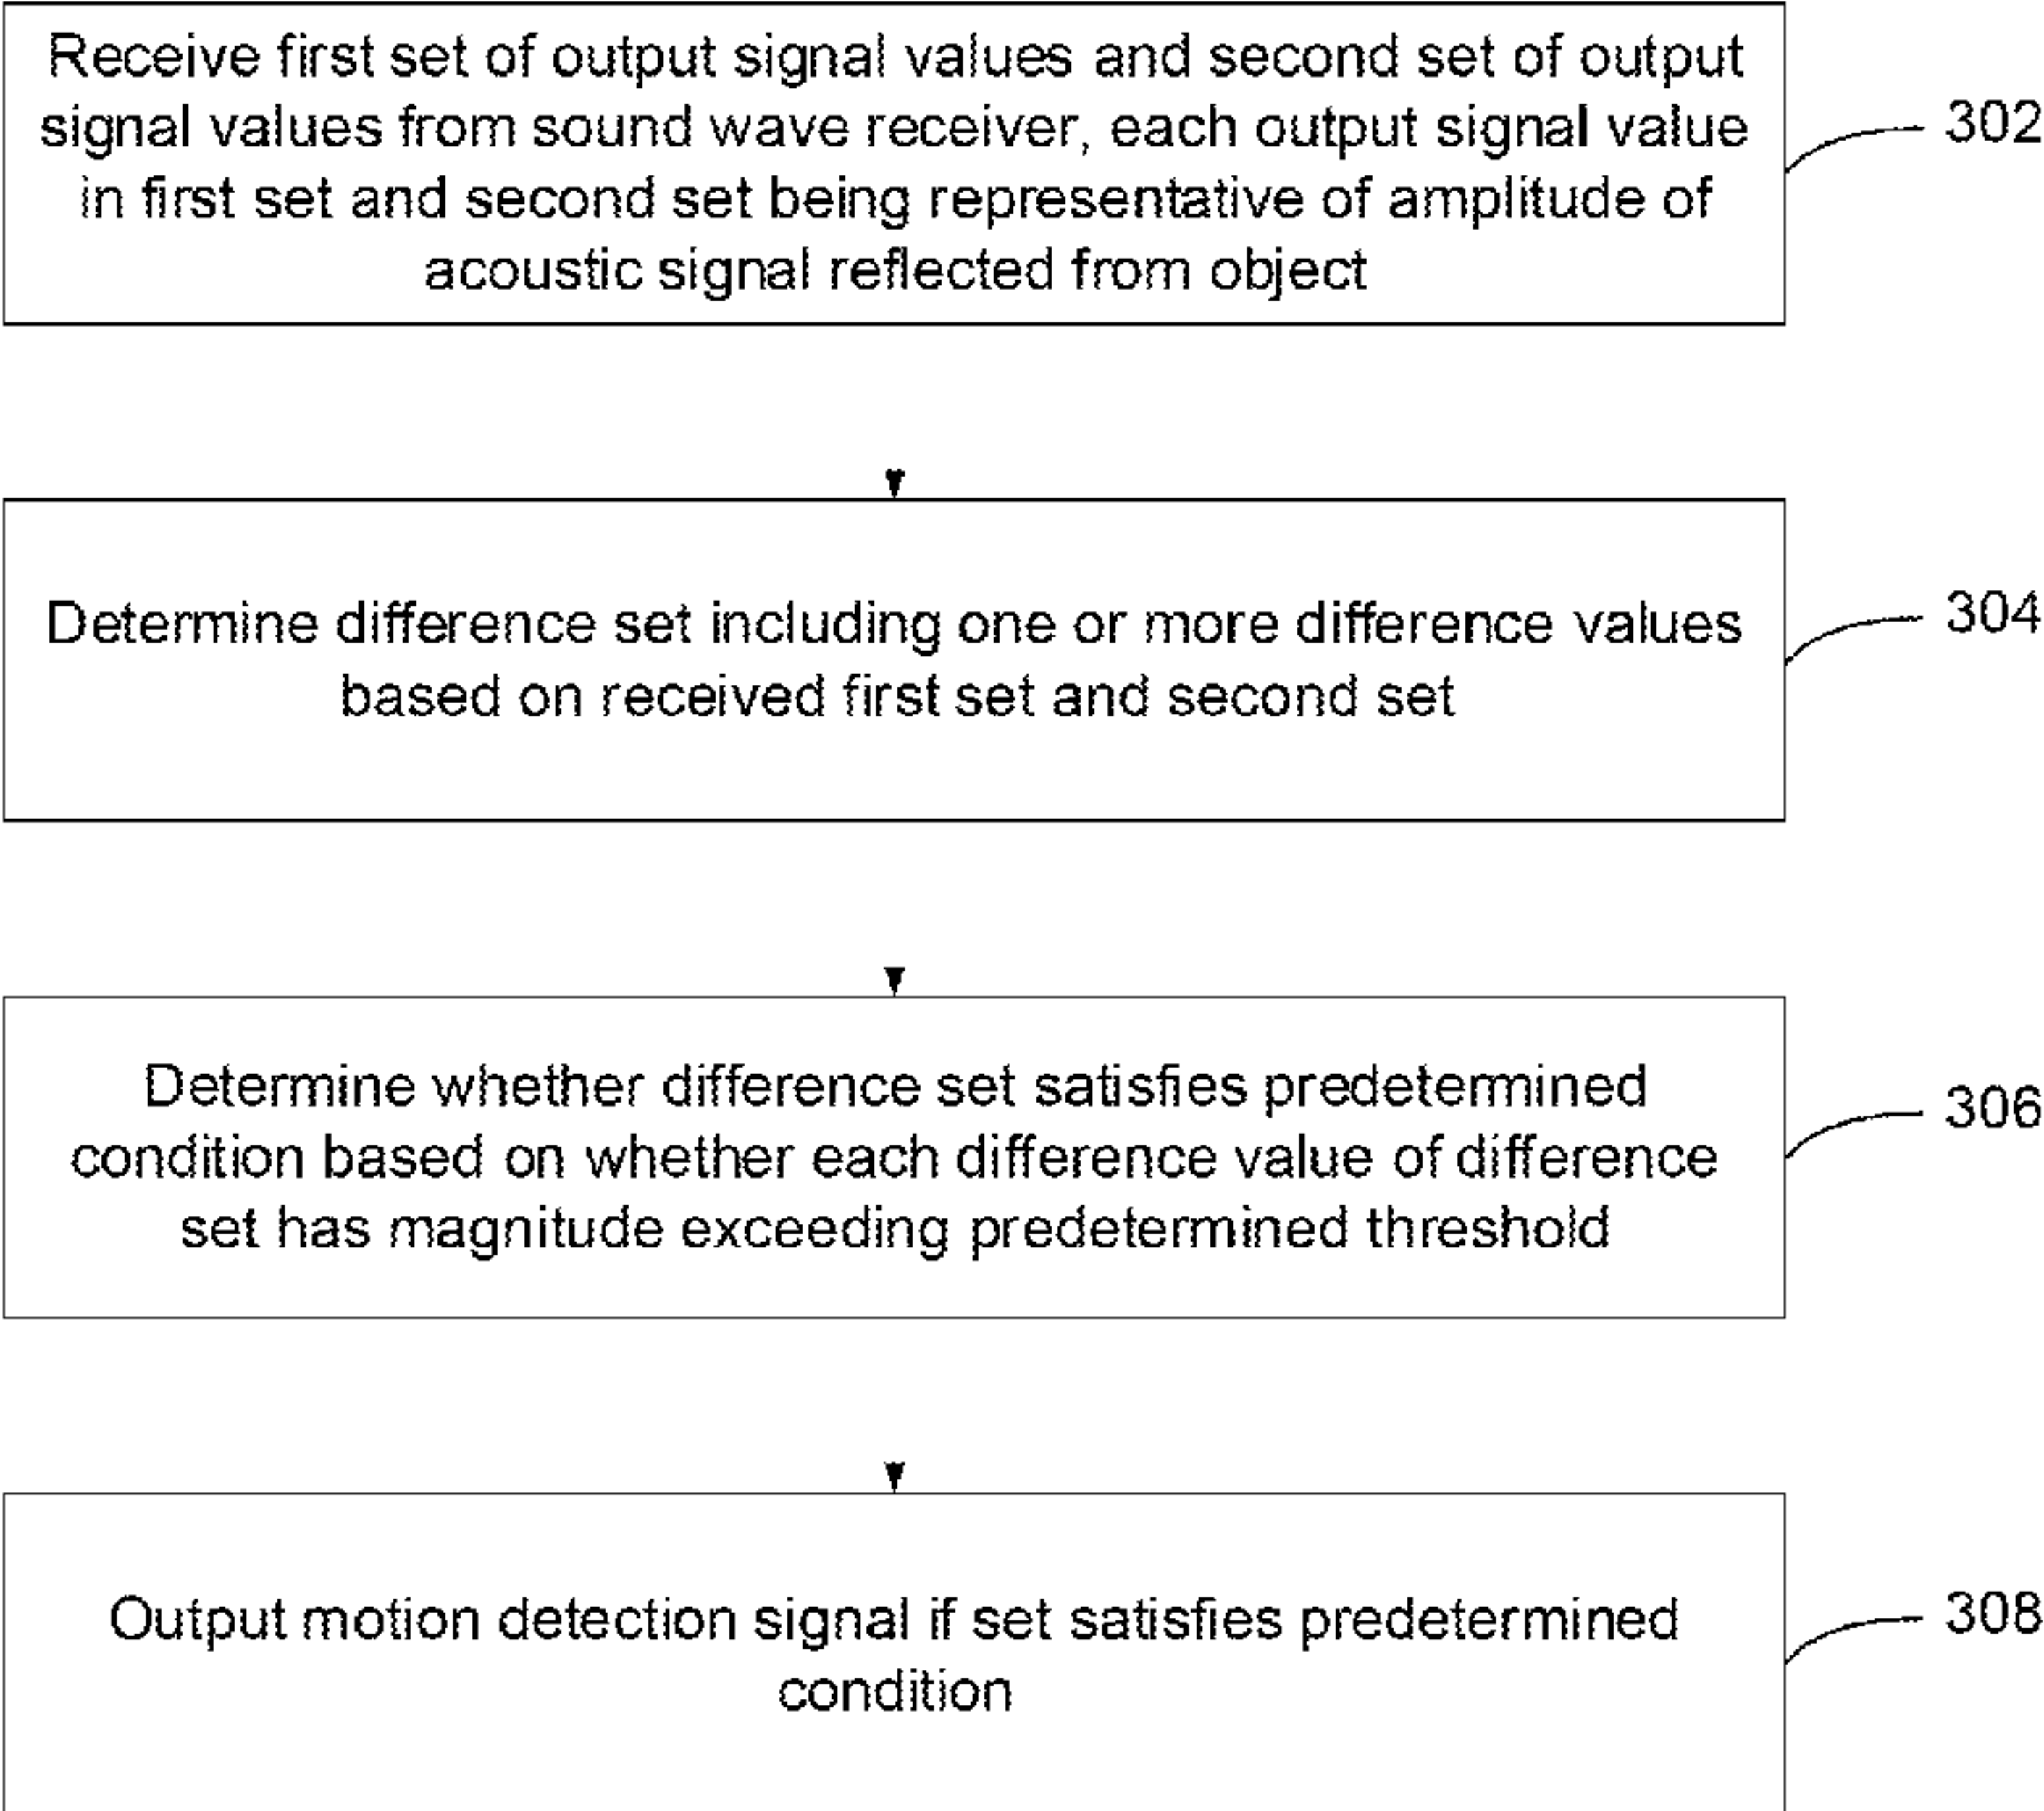 Receive first set of output signal values and second set of output
signal values from sound wave receiver, each output signal value
in first set and second set being representative of amplitude of
acoustic signal reflected from object
302
Determine difference set including one or more difference values
based on received first set and second set
304
Determine whether difference set satisfies predetermined
condition based on whether each difference value of difference
set has magnitude exceeding predetermined threshold
306
Output motion detection signal if set satisfies predetermined
condition
308